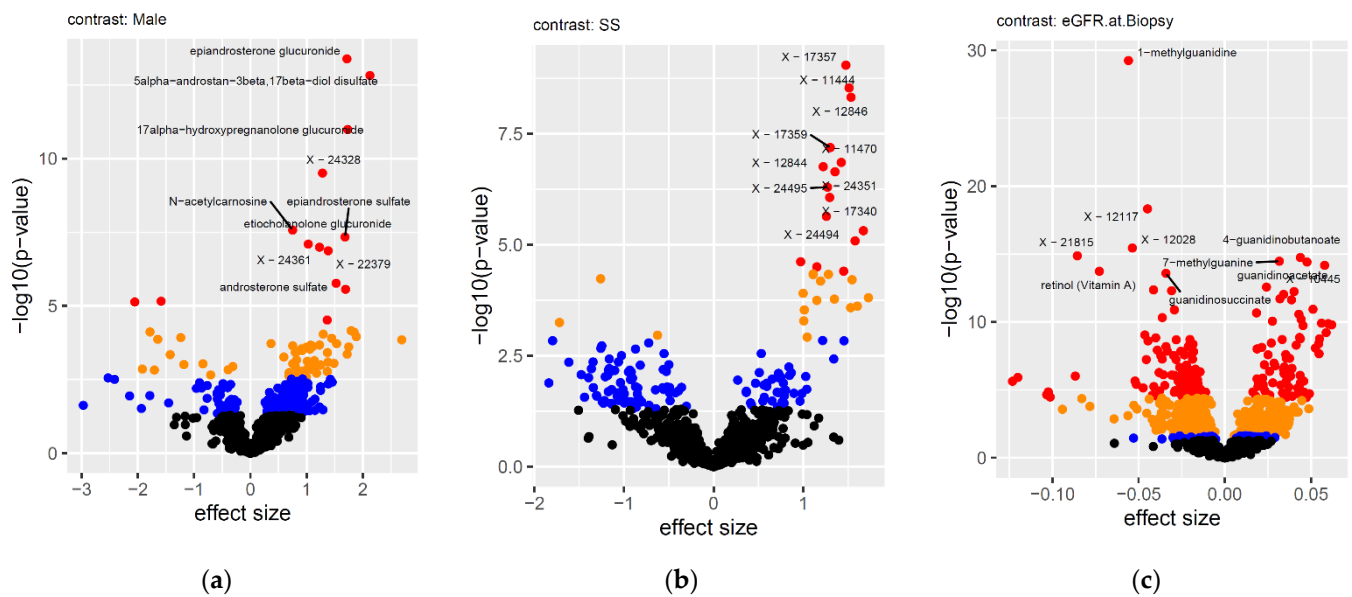 contrast: Male
epiandrosterone glucuronide
5alpha−androstan−3beta,17beta−diol disulfate
17alpha−hydroxypregnanolone glucuronide
X − 24328
N−acetylcarnosine
epiandrosterone sulfate
etiocholanolone glucuronide
X − 24361
X − 22379
androsterone sulfate
−log10(p−value)
10
5
0
−3
−2
−1
0
1
2
effect size
(a)
contrast: SS
X − 17357
X − 11444
X − 12846
X − 17359
X − 11470
X − 12844
X − 24495
X − 24351
X − 17340
X − 24494
−log10(p−value)
7.5
5.0
2.5
0.0
−2
−1
0
1
effect size
(b)
contrast: eGFR.at.Biopsy
1−methylguanidine
X − 12117
X − 21815
X − 12028
4−guanidinobutanoate
7−methylguanine
guanidinoacetate
retinol (Vitamin A)
X − 10445
guanidinosuccinate
−log10(p−value)
30
20
10
0
−0.10
−0.05
0.00
0.05
effect size
(c)